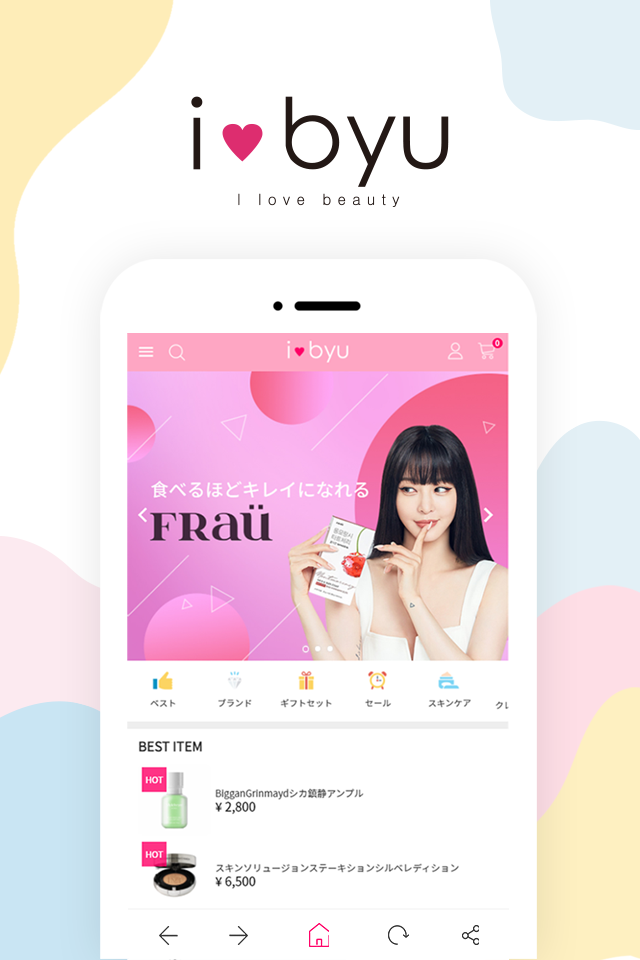 i♥byu
I love beauty
i♥byu
0
食べるほどキレイになれる
FRaü
ベスト
ブランド
ギフトセット
セール
スキンケア
クレ
BEST ITEM
HOT
BigganGrinmaydシカ鎮静アンプル
¥ 2,800
HOT
スキンソリュージョンステーキションシルベレディション
¥ 6,500